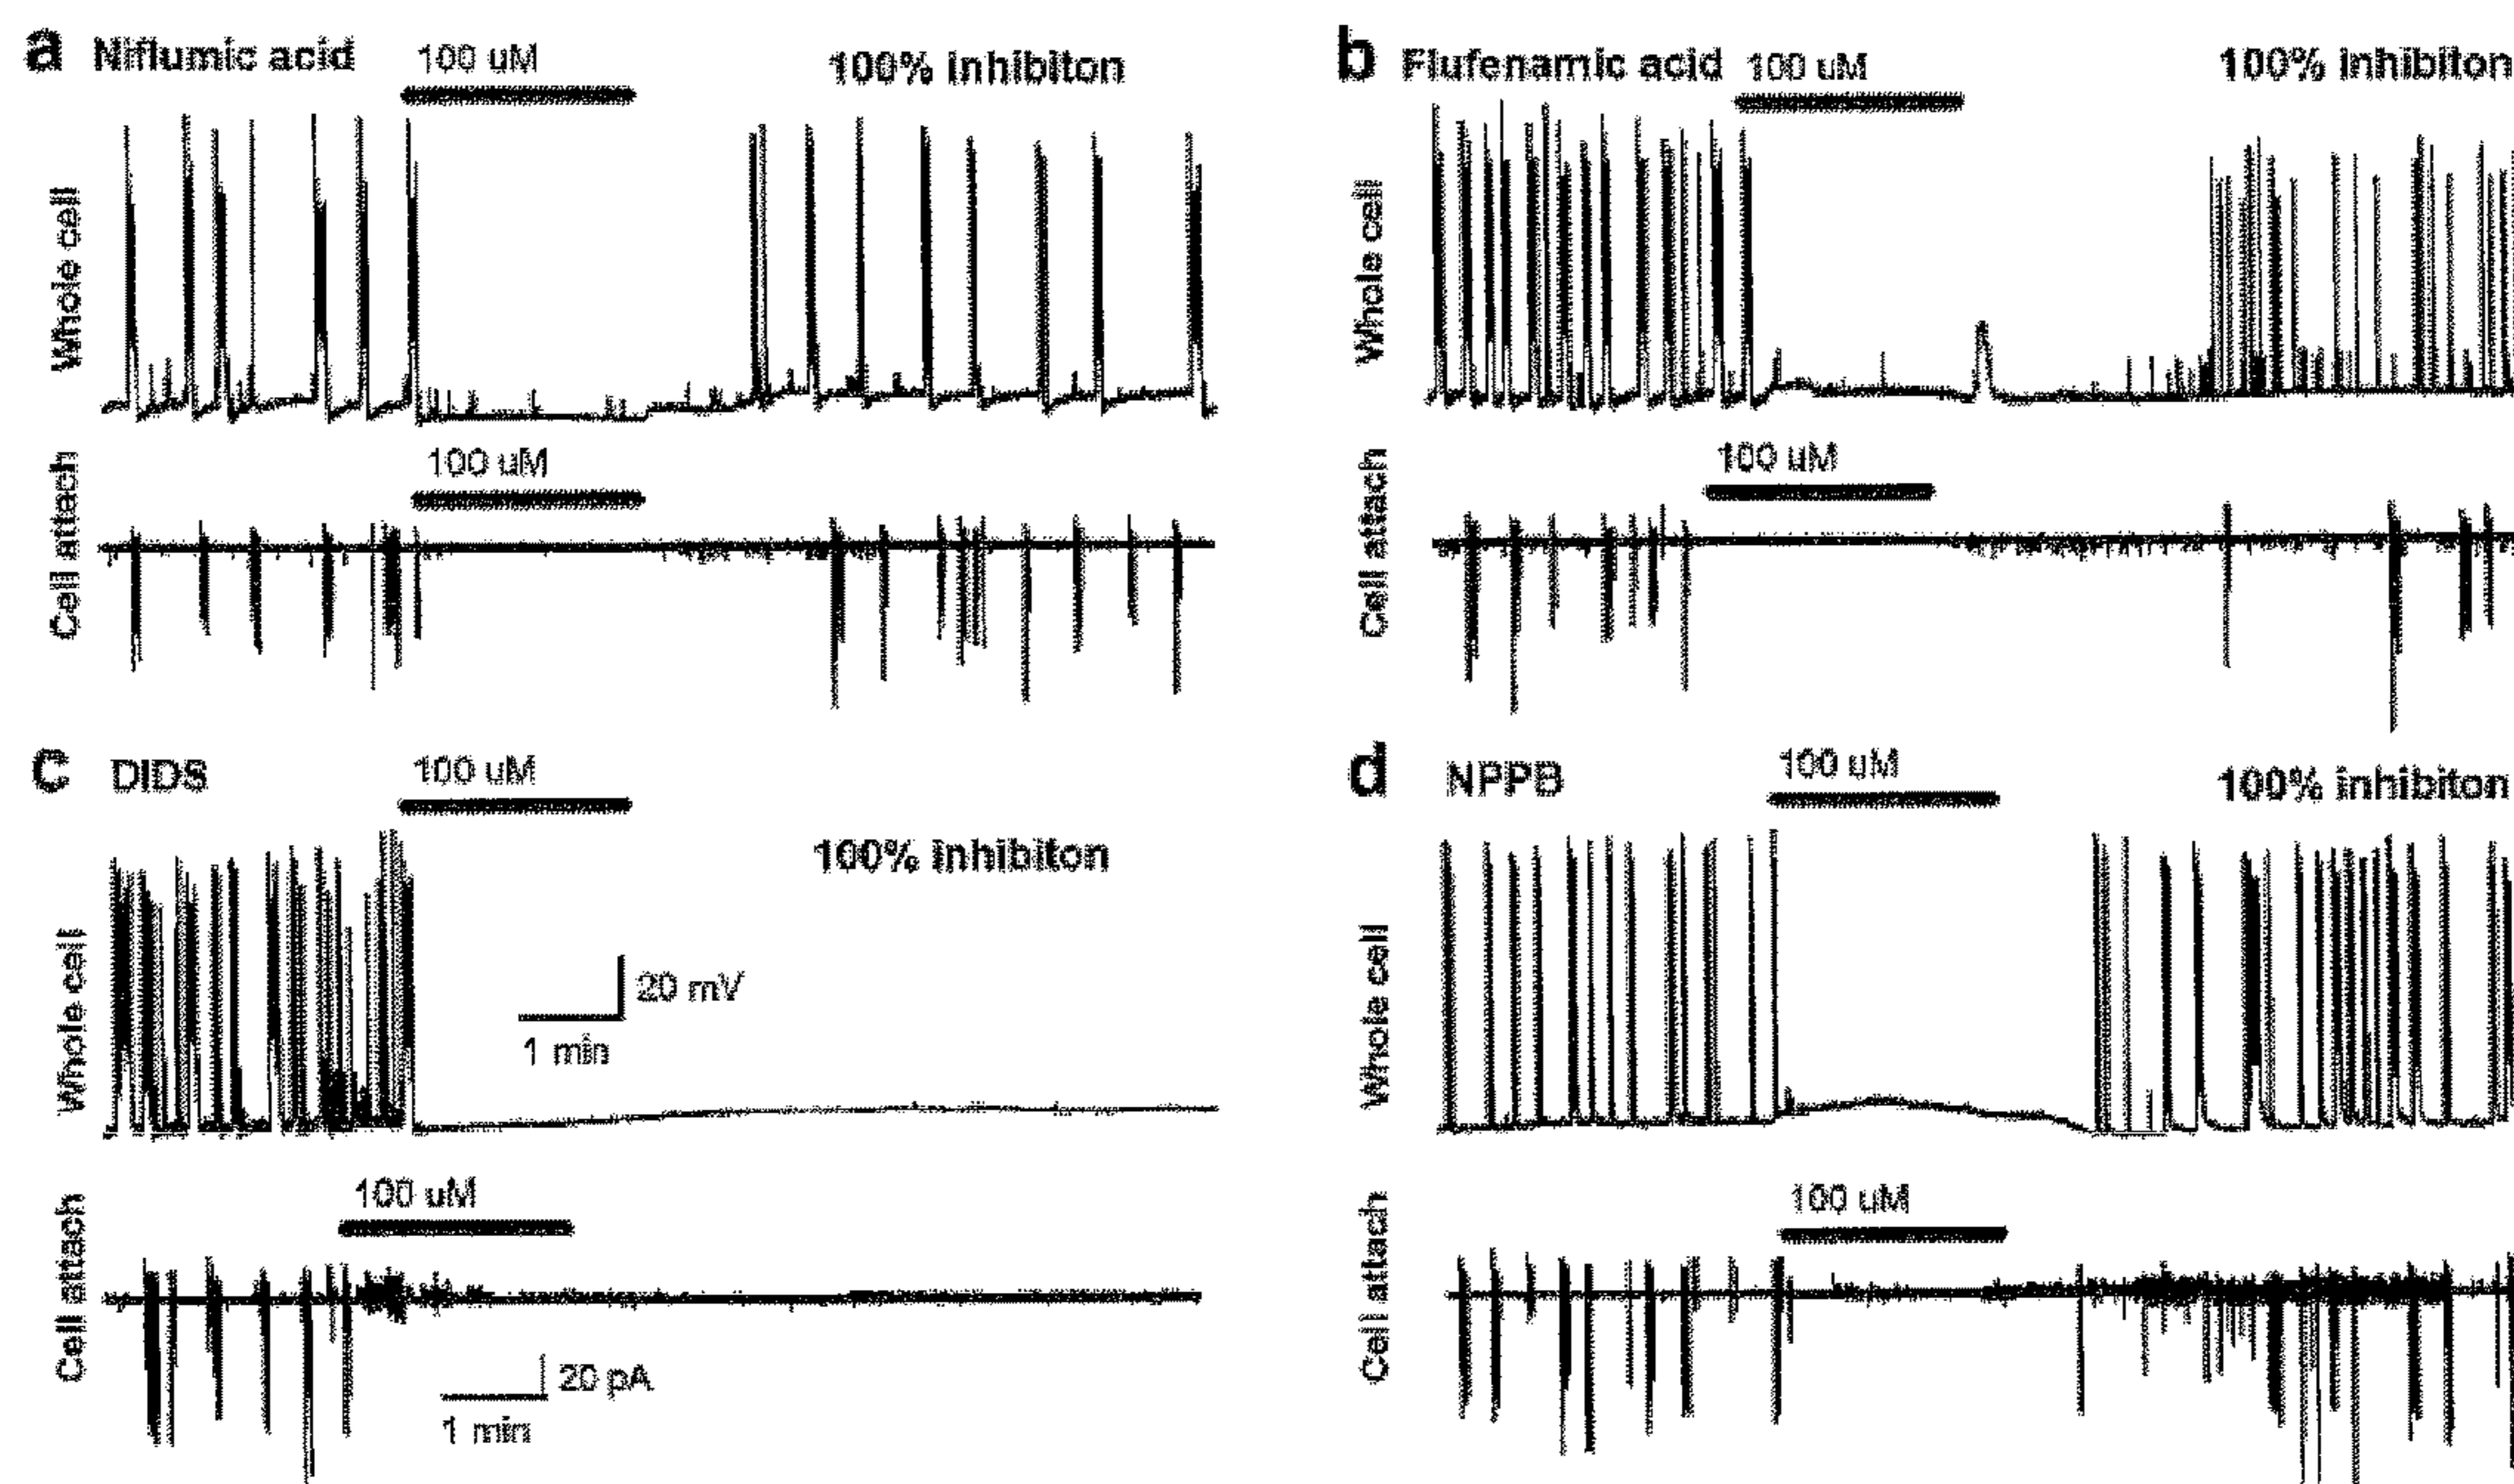 a Niflumic acid 100 uM 100% inhibiton
Whole cell
100 uM
Cell attach
b Flufenamic acid 100 uM 100% inhibiton
Whole cell
100 uM
Cell attach
c DIDS 100 uM
100% inhibiton
Whole cell
20 mV
1 min
100 uM
Cell attach
20 pA
1 min
d NPPB 100 uM 100% inhibiton
Whole cell
100 uM
Cell attach